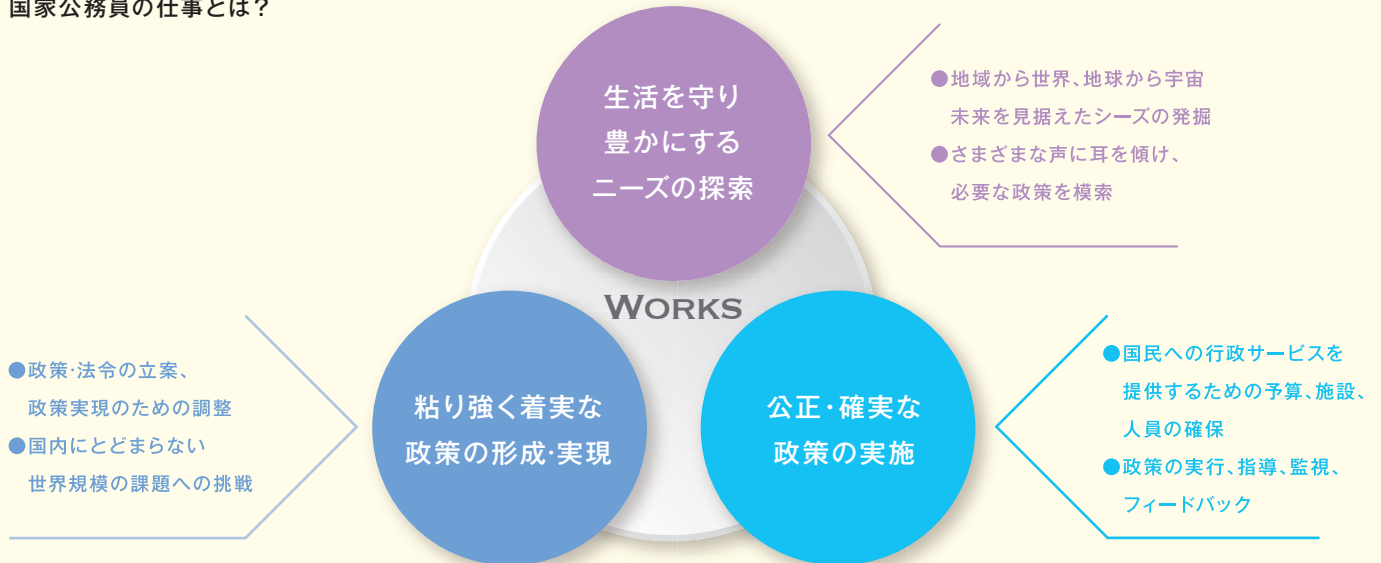 国家公務員の仕事とは？
生活を守り
豊かにする
ニーズの探索
●地域から世界、地球から宇宙
未来を見据えたシーズの発掘
●さまざまな声に耳を傾け、
必要な政策を模索
WORKS
●政策・法令の立案、
政策実現のための調整
●国内にとどまらない
世界規模の課題への挑戦
粘り強く着実な
政策の形成・実現
公正・確実な
政策の実施
●国民への行政サービスを
提供するための予算、施設、
人員の確保
●政策の実行、指導、監視、
フィードバック